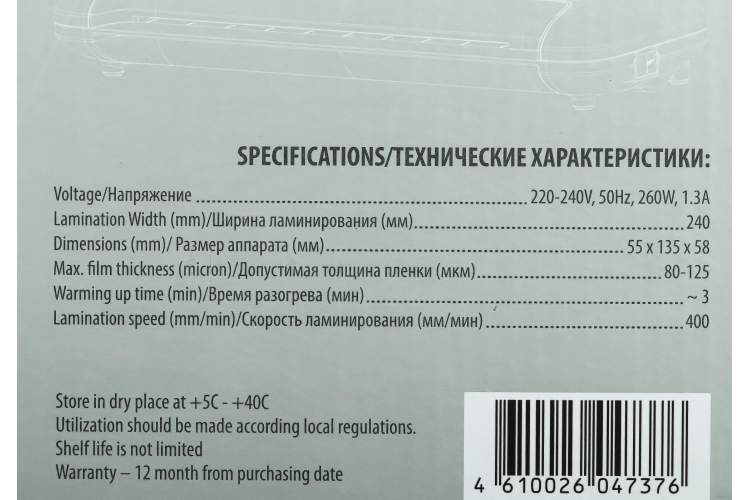 SPECIFICATIONS/ТЕХНИЧЕСКИЕ ХАРАКТЕРИСТИКИ:
Voltage/Напряжение ........ 220-240V, 50Hz, 260W, 1.3A
Lamination Width (mm)/Ширина ламинирования (мм)........ 240
Dimensions (mm)/ Размер аппарата (мм)........ 55 x 135 x 58
Max. film thickness (micron)/Допустимая толщина пленки (мкм)........ 80-125
Warming up time (min)/Время разогрева (мин)........ ~ 3
Lamination speed (mm/min)/Скорость ламинирования (мм/мин)........ 400
Store in dry place at +5C - +40C
Utilization should be made according local regulations.
Shelf life is not limited
Warranty – 12 month from purchasing date
4 610026 047376